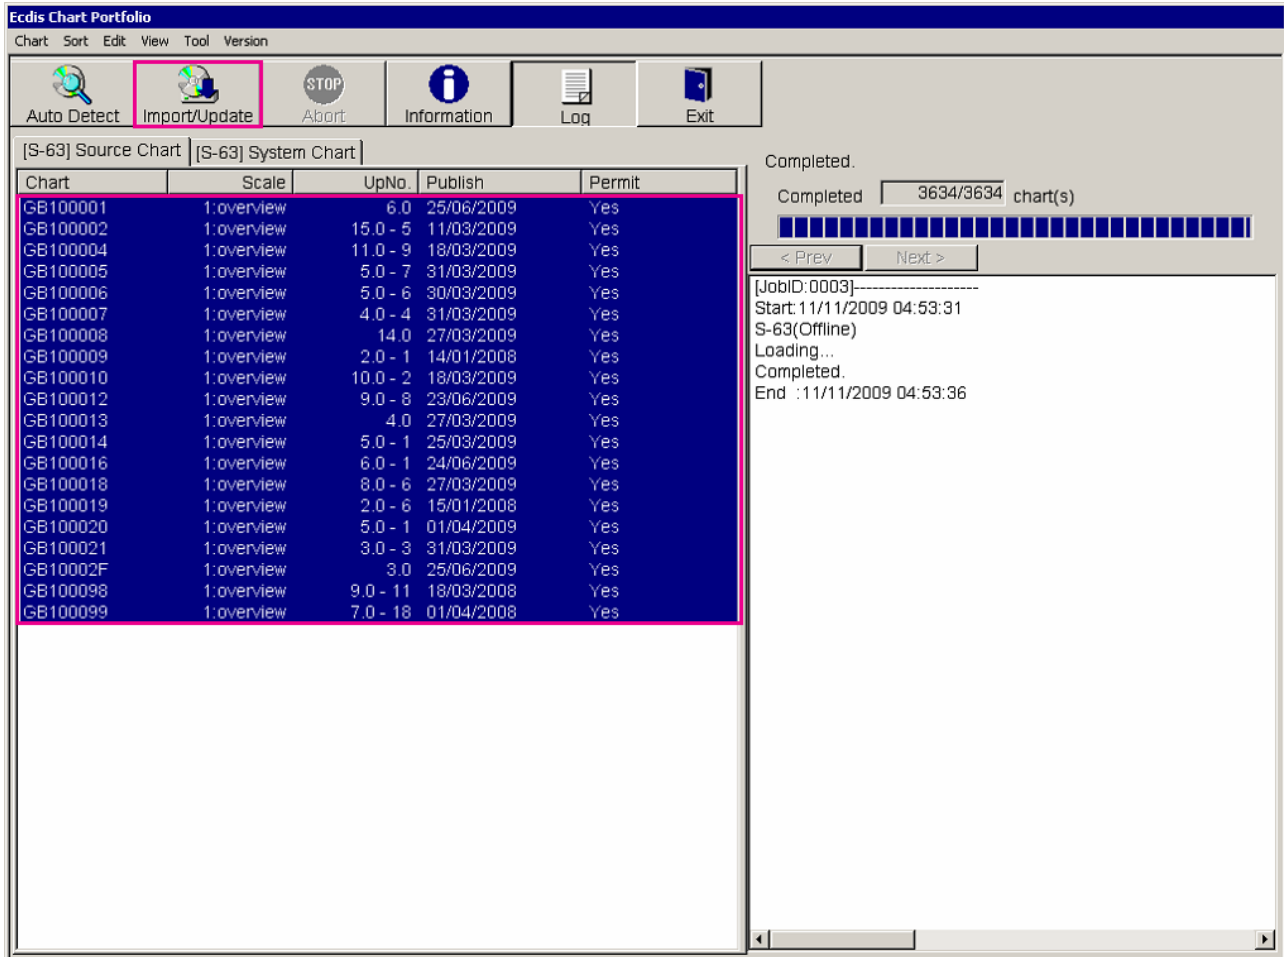 Ecdis Chart Portfolio
Chart Sort Edit View Tool Version
Auto Detect Import/Update STOP Abort Information Log Exit
[S-63] Source Chart [S-63] System Chart
Chart Scale UpNo. Publish Permit
GB100001 1:overview 6.0 25/06/2009 Yes
GB100002 1:overview 15.0 - 5 11/03/2009 Yes
GB100004 1:overview 11.0 - 9 18/03/2009 Yes
GB100005 1:overview 5.0 - 7 31/03/2009 Yes
GB100006 1:overview 5.0 - 6 30/03/2009 Yes
GB100007 1:overview 4.0 - 4 31/03/2009 Yes
GB100008 1:overview 14.0 27/03/2009 Yes
GB100009 1:overview 2.0 - 1 14/01/2008 Yes
GB100010 1:overview 10.0 - 2 18/03/2009 Yes
GB100012 1:overview 9.0 - 8 23/06/2009 Yes
GB100013 1:overview 4.0 27/03/2009 Yes
GB100014 1:overview 5.0 - 1 25/03/2009 Yes
GB100016 1:overview 6.0 - 1 24/06/2009 Yes
GB100018 1:overview 8.0 - 6 27/03/2009 Yes
GB100019 1:overview 2.0 - 6 15/01/2008 Yes
GB100020 1:overview 5.0 - 1 01/04/2009 Yes
GB100021 1:overview 3.0 - 3 31/03/2009 Yes
GB10002F 1:overview 3.0 25/06/2009 Yes
GB100098 1:overview 9.0 - 11 18/03/2008 Yes
GB100099 1:overview 7.0 - 18 01/04/2008 Yes
Completed.
Completed 3634/3634 chart(s)
< Prev Next >
[JobID:0003]--------------------
Start:11/11/2009 04:53:31
S-63(Offline)
Loading...
Completed.
End :11/11/2009 04:53:36